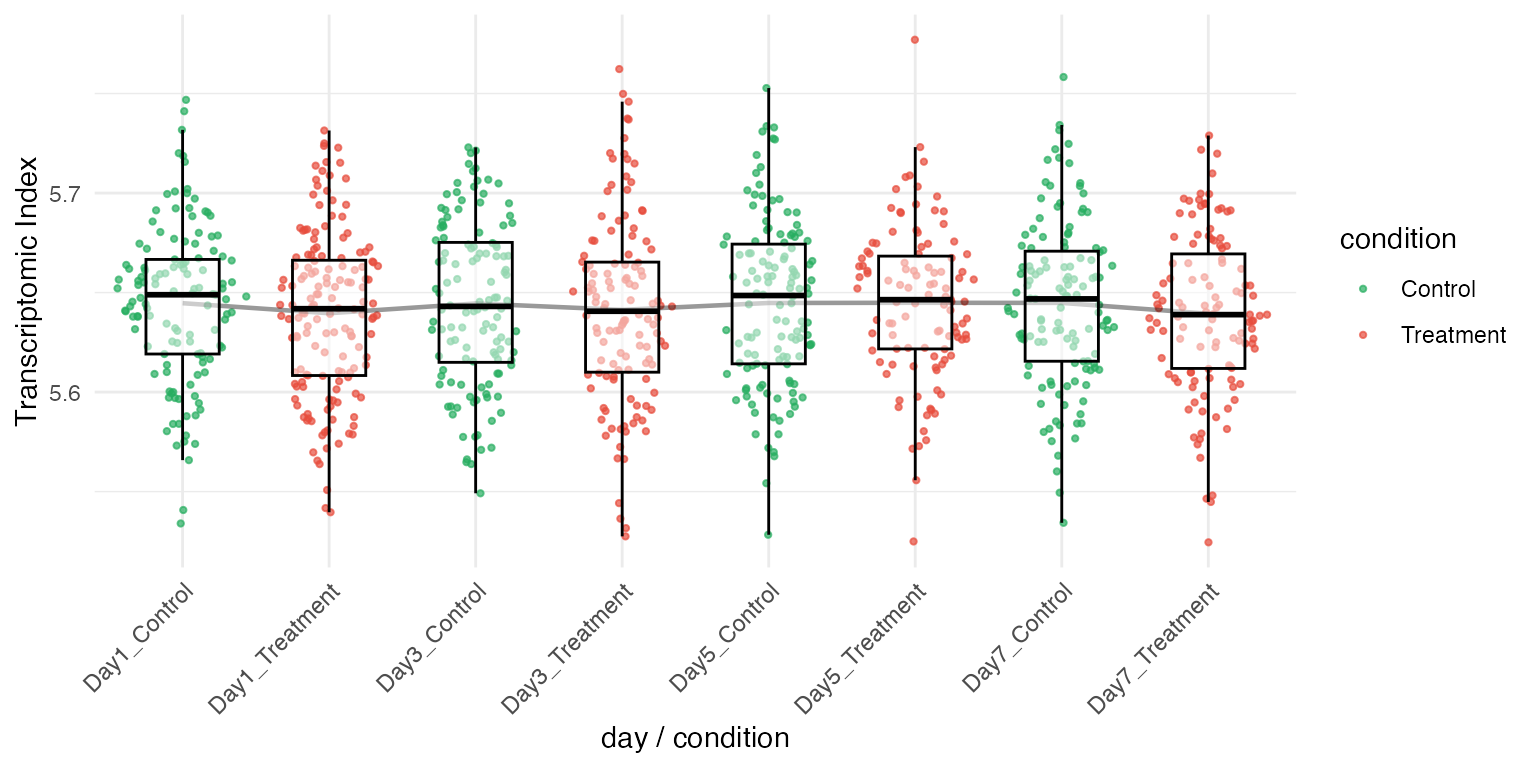 Transcriptomic Index
5.7
5.6
Day1_Control
Day1_Treatment
Day3_Control
Day3_Treatment
Day5_Control
Day5_Treatment
Day7_Control
Day7_Treatment
day / condition
condition
Control
Treatment